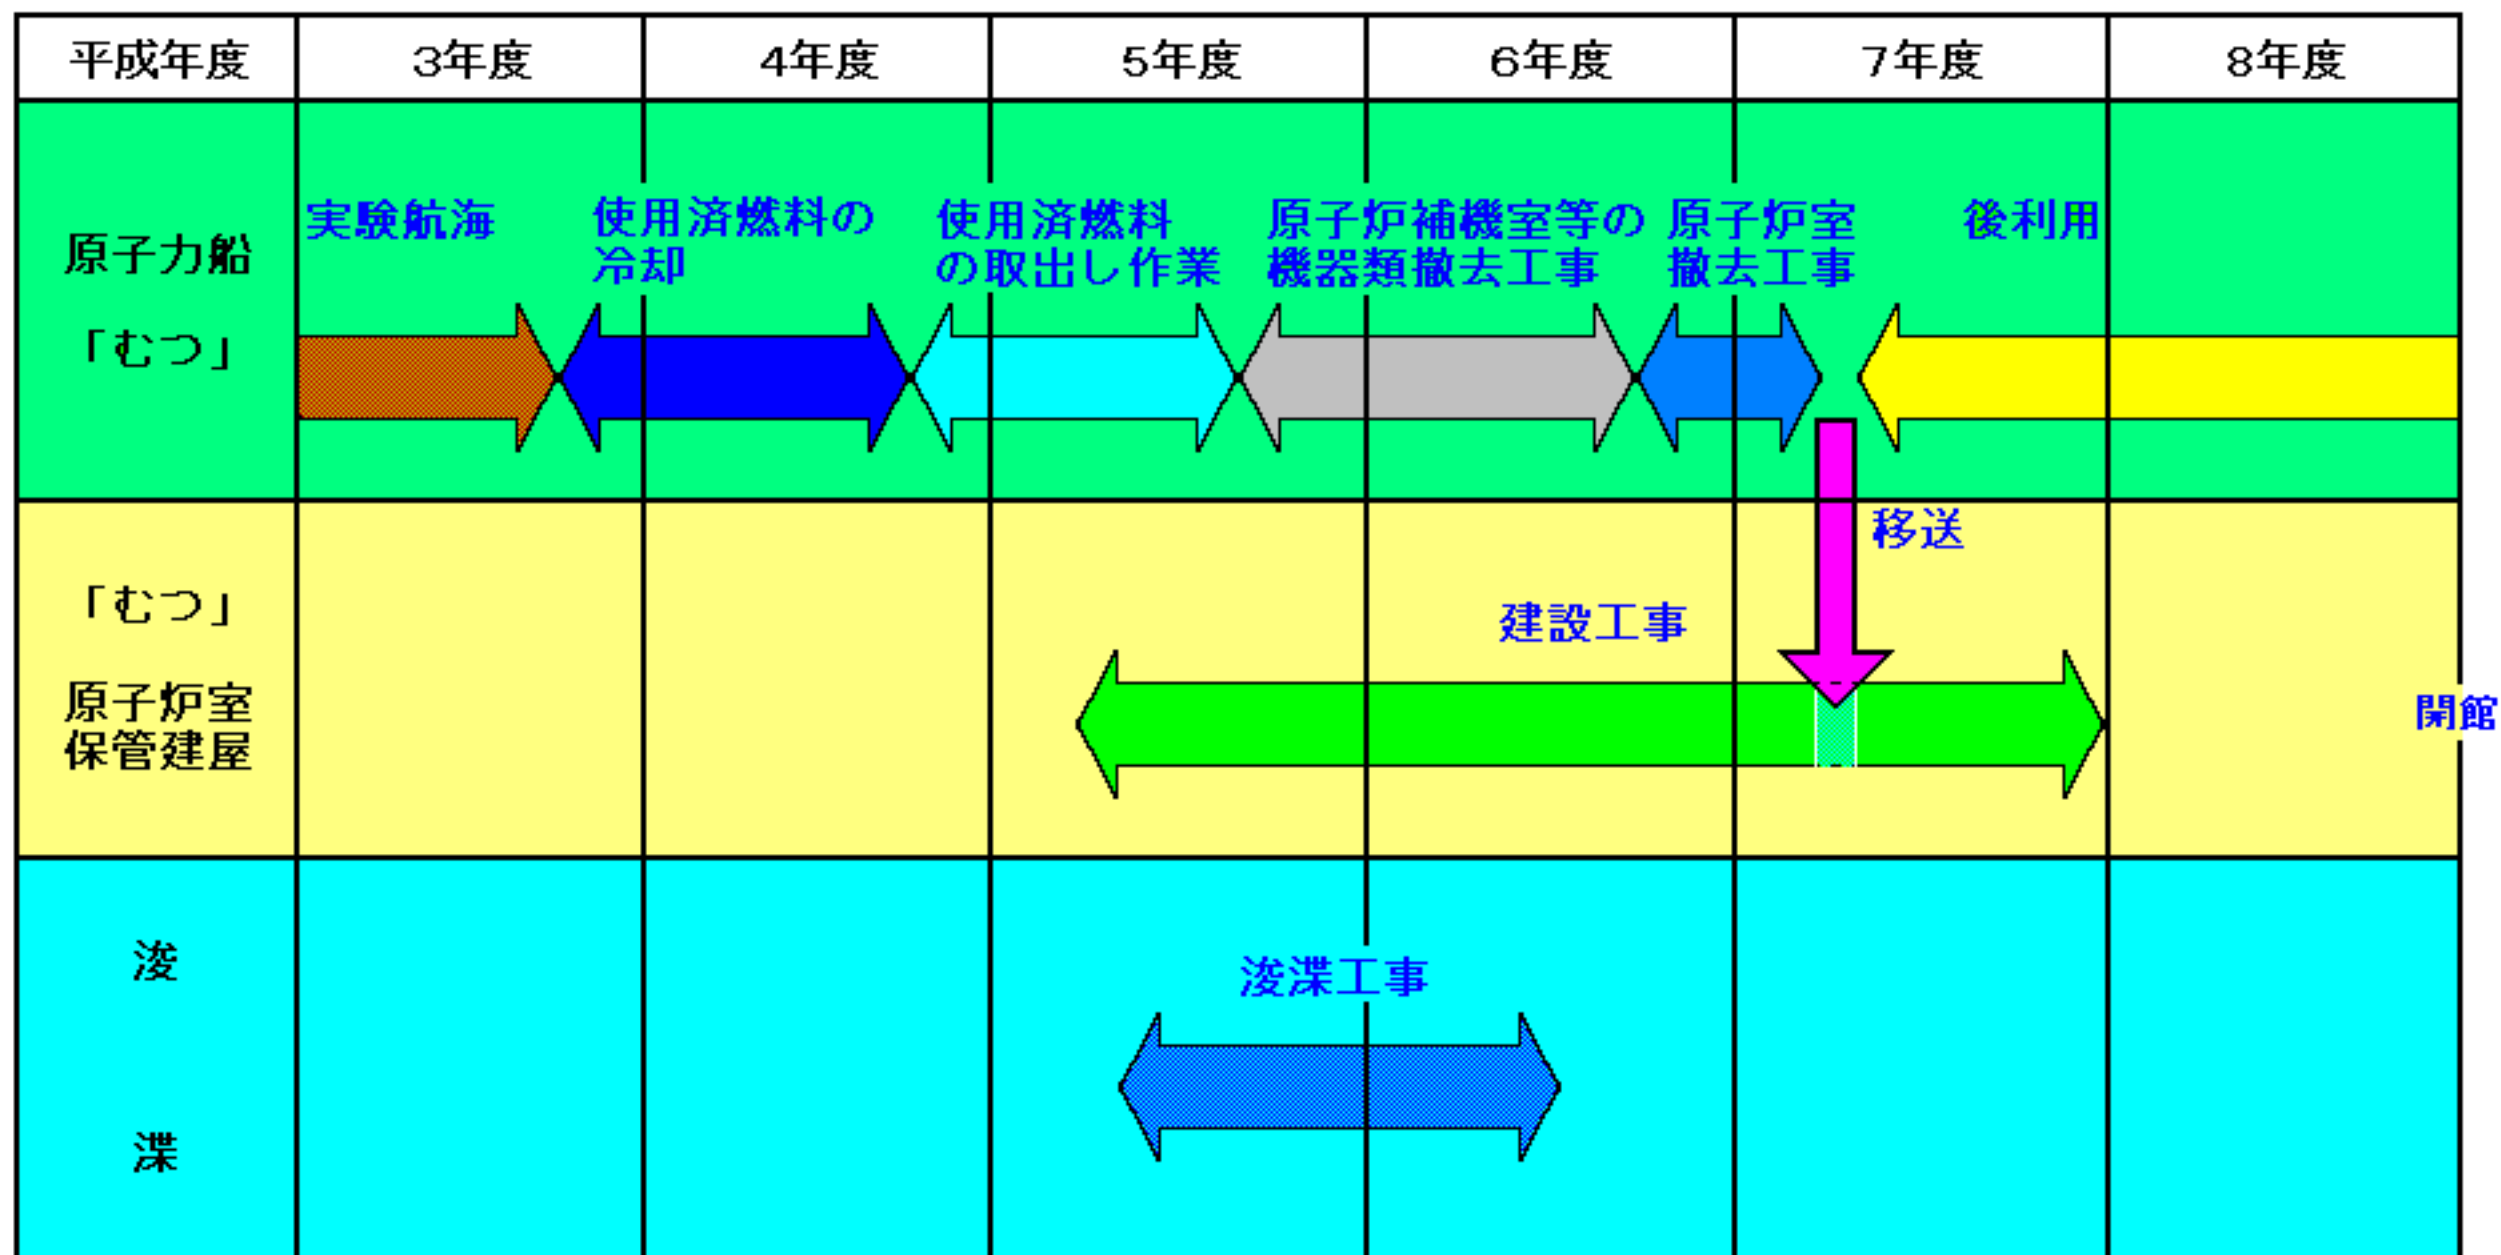 平成年度 3年度 4年度 5年度 6年度 7年度 8年度
原子力船
「むつ」
実験航海
使用済燃料の
冷却
使用済燃料
の取出し作業
原子炉補機室等の
機器類撤去工事
原子炉室
撤去工事
後利用
移送
「むつ」
原子炉室
保管建屋
建設工事
開館
浚
渫
浚渫工事